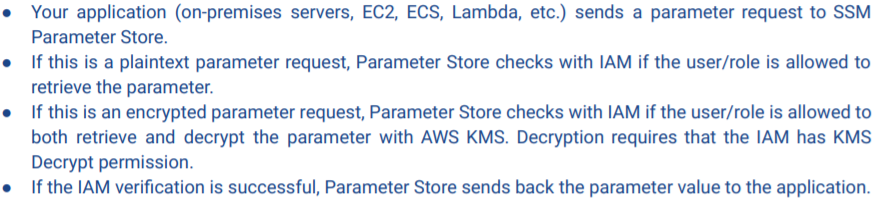 ● Your application (on-premises servers, EC2, ECS, Lambda, etc.) sends a parameter request to SSM
Parameter Store.
● If this is a plaintext parameter request, Parameter Store checks with IAM if the user/role is allowed to
retrieve the parameter.
● If this is an encrypted parameter request, Parameter Store checks with IAM if the user/role is allowed to
both retrieve and decrypt the parameter with AWS KMS. Decryption requires that the IAM has KMS
Decrypt permission.
● If the IAM verification is successful, Parameter Store sends back the parameter value to the application.